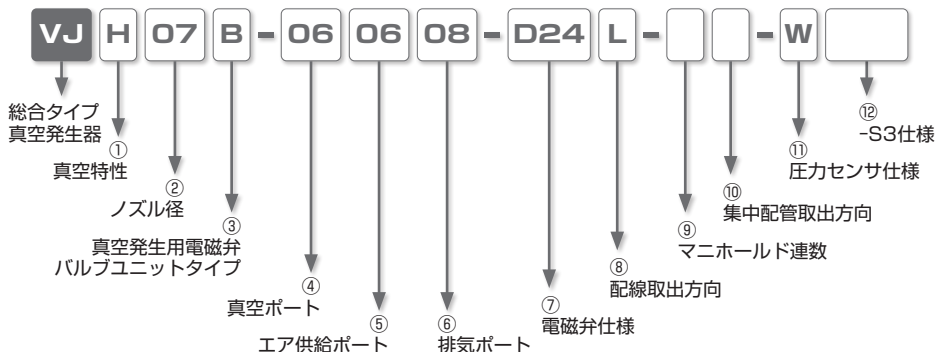 VJ H 07 B - 06 06 08 - D24 L - - W
総合タイプ
真空発生器
①
真空特性
②
ノズル径
③
真空発生用電磁弁
バルブユニットタイプ
④
真空ポート
⑤
エア供給ポート
⑥
排気ポート
⑦
電磁弁仕様
⑧
配線取出方向
⑨
マニホールド連数
⑩
集中配管取出方向
⑪
圧力センサ仕様
⑫
-S3仕様